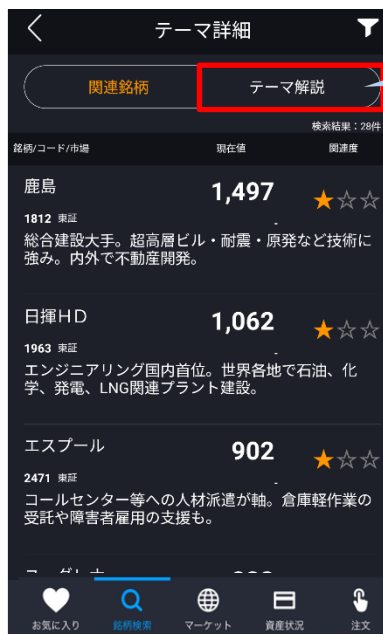 テーマ詳細
関連銘柄
テーマ解説
検索結果：28件
銘柄/コード/市場 現在値 関連度
鹿島
1,497
1812 東証
-
総合建設大手。超高層ビル・耐震・原発など技術に
強み。内外で不動産開発。
日揮ＨＤ
1,062
1963 東証
-
エンジニアリング国内首位。世界各地で石油、化
学、発電、LNG関連プラント建設。
エスプール
902
2471 東証
-
コールセンター等への人材派遣が軸。倉庫軽作業の
受託や障害者雇用の支援も。
お気に入り 銘柄検索 マーケット 資産状況 注文